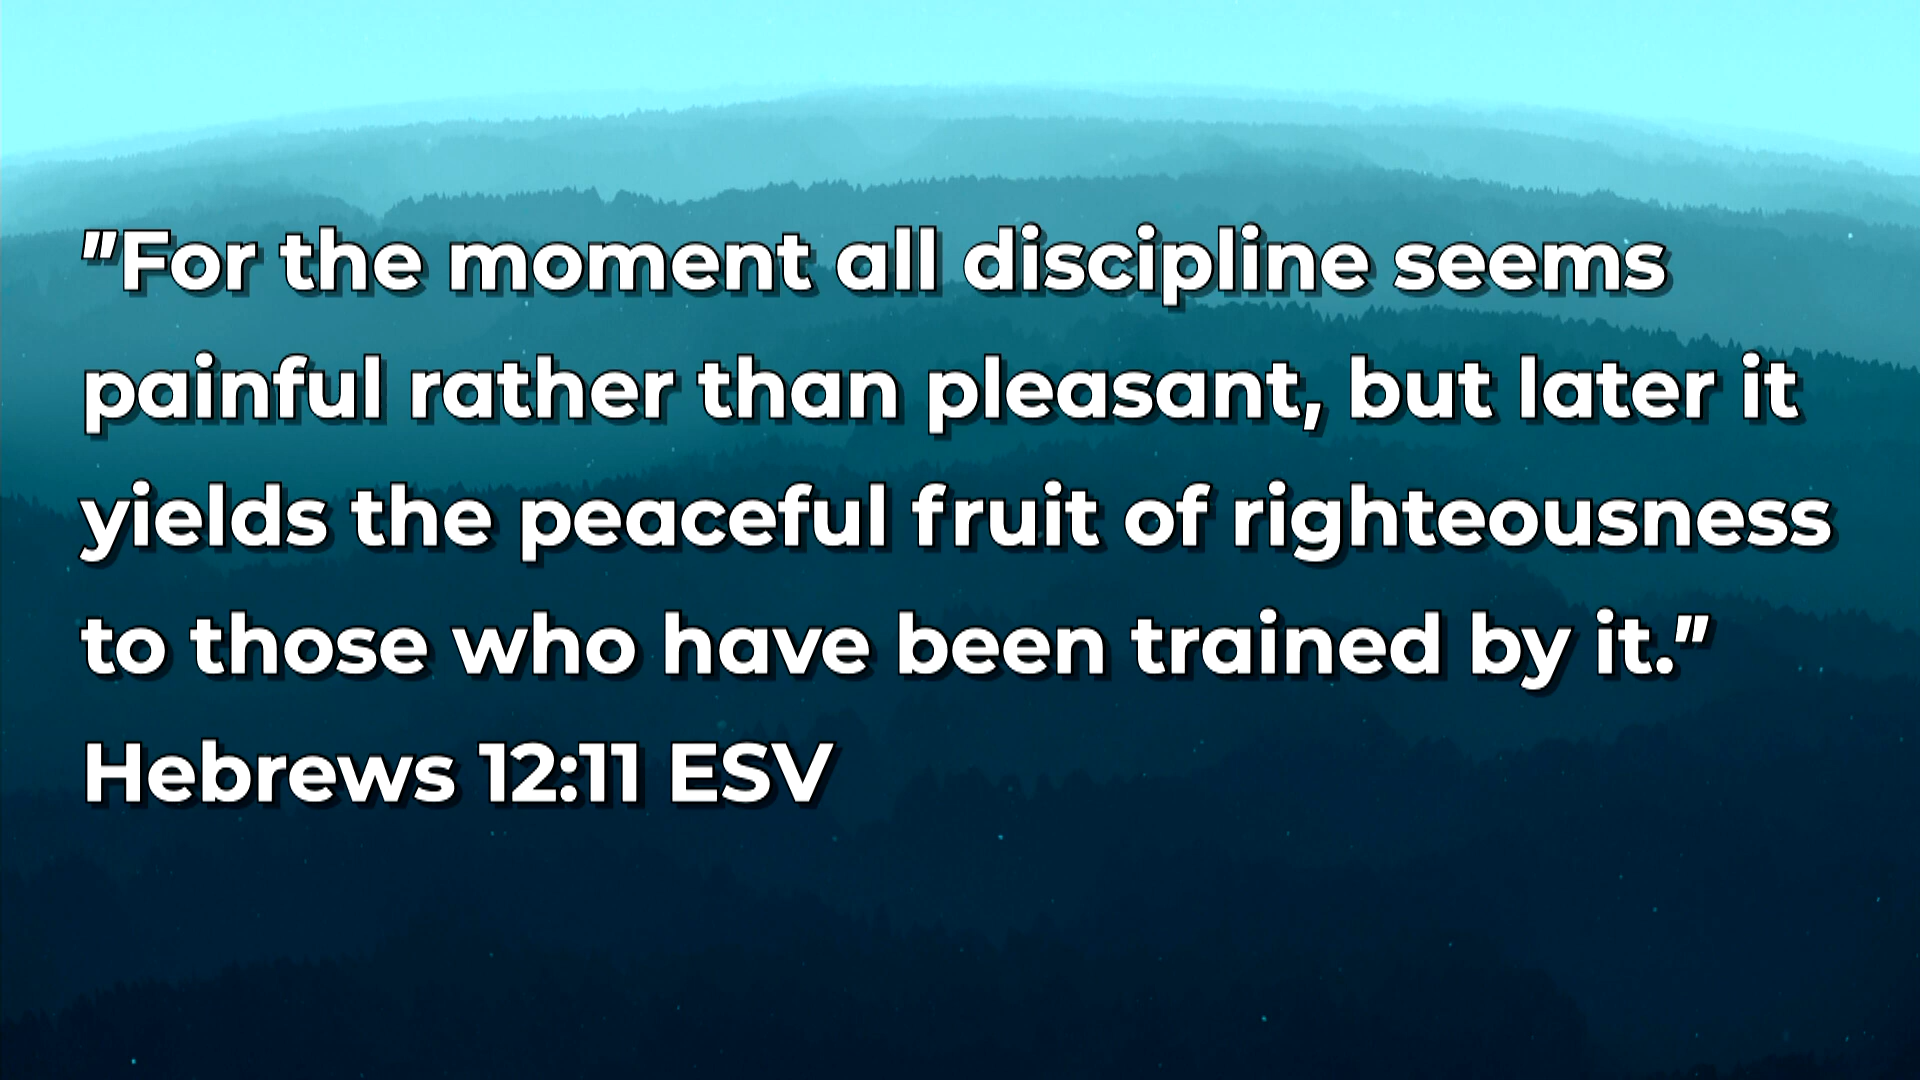 "For the moment all discipline seems
painful rather than pleasant, but later it
yields the peaceful fruit of righteousness
to those who have been trained by it."
Hebrews 12:11 ESV